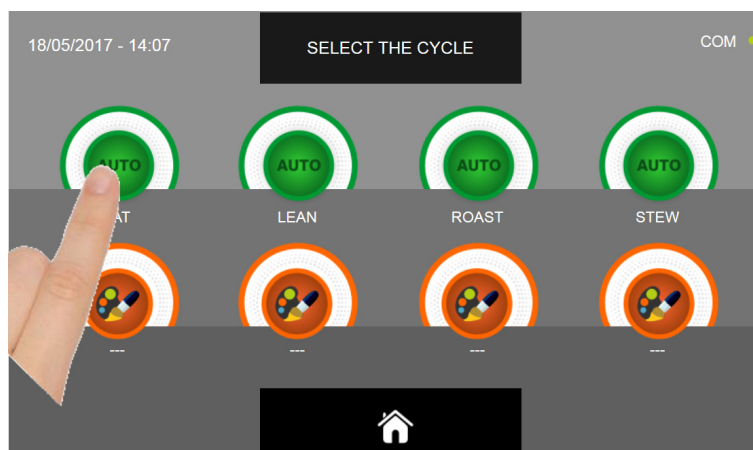 18/05/2017 - 14:07
SELECT THE CYCLE
COM
AUTO
AUTO
AUTO
AUTO
LEAN
ROAST
STEW
---
---
---
---